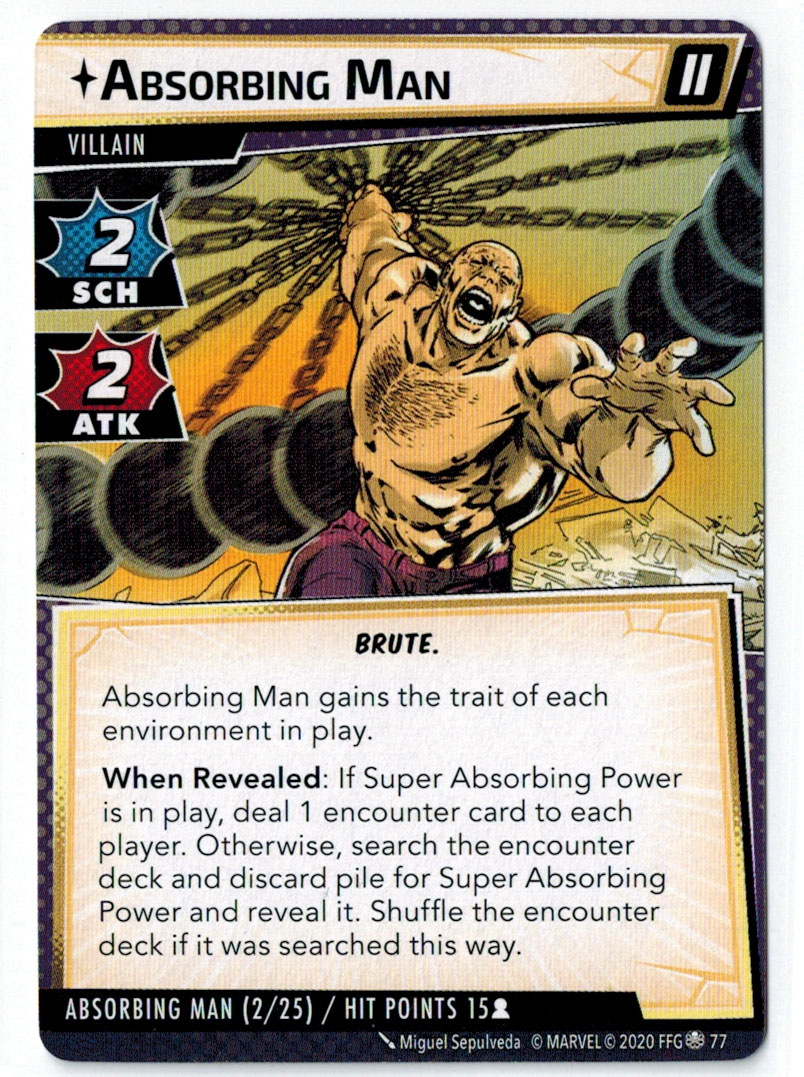 ABSORBING MAN
II
VILLAIN
2
SCH
2
ATK
BRUTE.
Absorbing Man gains the trait of each
environment in play.
When Revealed: If Super Absorbing Power
is in play, deal 1 encounter card to each
player. Otherwise, search the encounter
deck and discard pile for Super Absorbing
Power and reveal it. Shuffle the encounter
deck if it was searched this way.
ABSORBING MAN (2/25) / HIT POINTS 15
Miguel Sepulveda © MARVEL © 2020 FFG 77